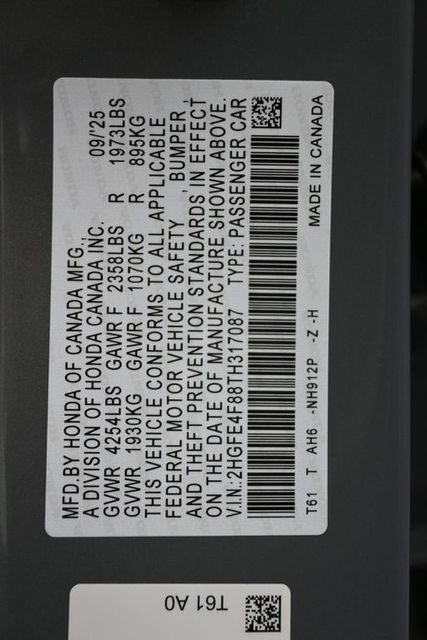 MFD.BY HONDA OF CANADA MFG.,
A DIVISION OF HONDA CANADA INC. 09/'25
GVWR 4254LBS GAWR F 2358LBS R 1973LBS
GVWR 1930KG GAWR F 1070KG R 895KG
THIS VEHICLE CONFORMS TO ALL APPLICABLE
FEDERAL MOTOR VEHICLE SAFETY , BUMPER ,
AND THEFT PREVENTION STANDARDS IN EFFECT
ON THE DATE OF MANUFACTURE SHOWN ABOVE.
V.I.N.:2HGFE4F88TH317087 TYPE: PASSENGER CAR
T61 T AH6 -NH912P -Z -H MADE IN CANADA
T61 A0